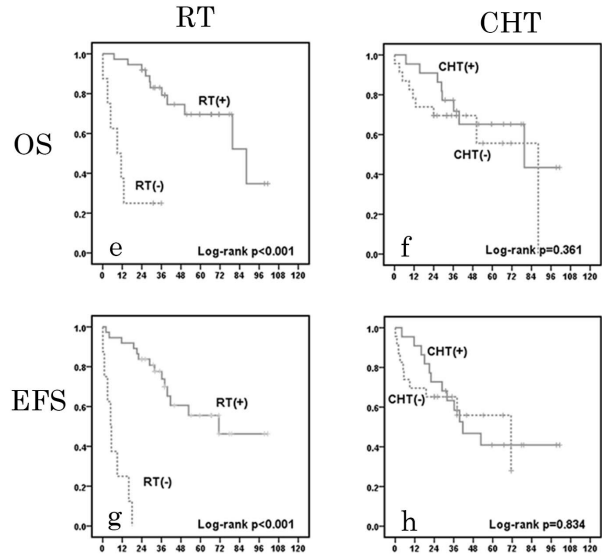 RT CHT
OS
1.0
0.8
0.6
0.4
0.2
0.0
RT(+)
RT(-)
e
Log-rank p<0.001
0 12 24 36 48 60 72 84 96 108 120
1.0
0.8
0.6
0.4
0.2
0.0
CHT(+)
CHT(-)
f
Log-rank p=0.361
0 12 24 36 48 60 72 84 96 108 120
EFS
1.0
0.8
0.6
0.4
0.2
0.0
RT(+)
RT(-)
g
Log-rank p<0.001
0 12 24 36 48 60 72 84 96 108 120
1.0
0.8
0.6
0.4
0.2
0.0
CHT(+)
CHT(-)
h
Log-rank p=0.834
0 12 24 36 48 60 72 84 96 108 120